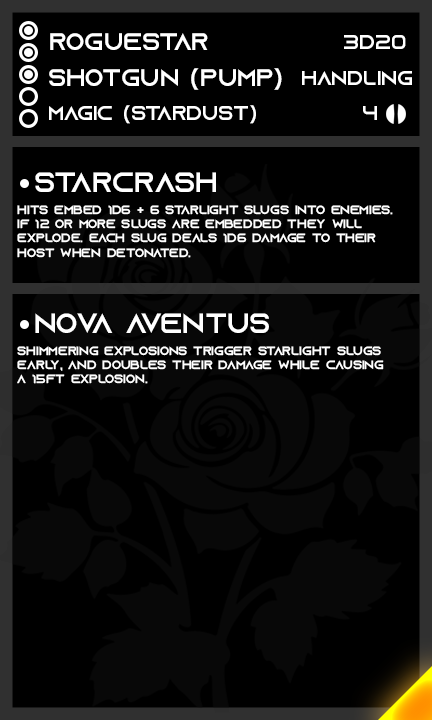 ROGUESTAR 3D20
SHOTGUN (PUMP) HANDLING
MAGIC (STARDUST) 4
•STARCRASH
HITS EMBED 1D6 + 6 STARLIGHT SLUGS INTO ENEMIES.
IF 12 OR MORE SLUGS ARE EMBEDDED THEY WILL
EXPLODE. EACH SLUG DEALS 1D6 DAMAGE TO THEIR
HOST WHEN DETONATED.
•NOVA AVENTUS
SHIMMERING EXPLOSIONS TRIGGER STARLIGHT SLUGS
EARLY, AND DOUBLES THEIR DAMAGE WHILE CAUSING
A 15FT EXPLOSION.